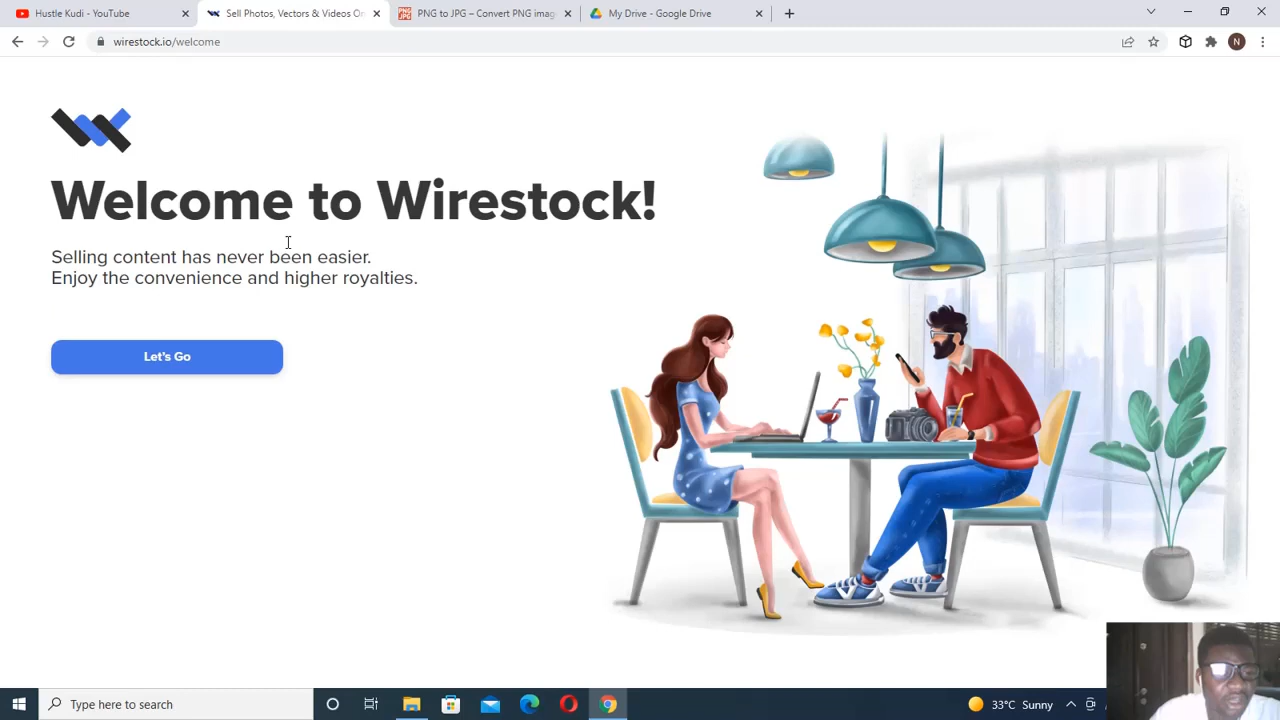 Hustle Kudi - YouTube
Sell Photos, Vectors & Videos On
PNG to JPG – Convert PNG imag
My Drive - Google Drive
wirestock.io/welcome
N
Welcome to Wirestock!
Selling content has never been easier.
Enjoy the convenience and higher royalties.
Let's Go
Type here to search
33°C Sunny